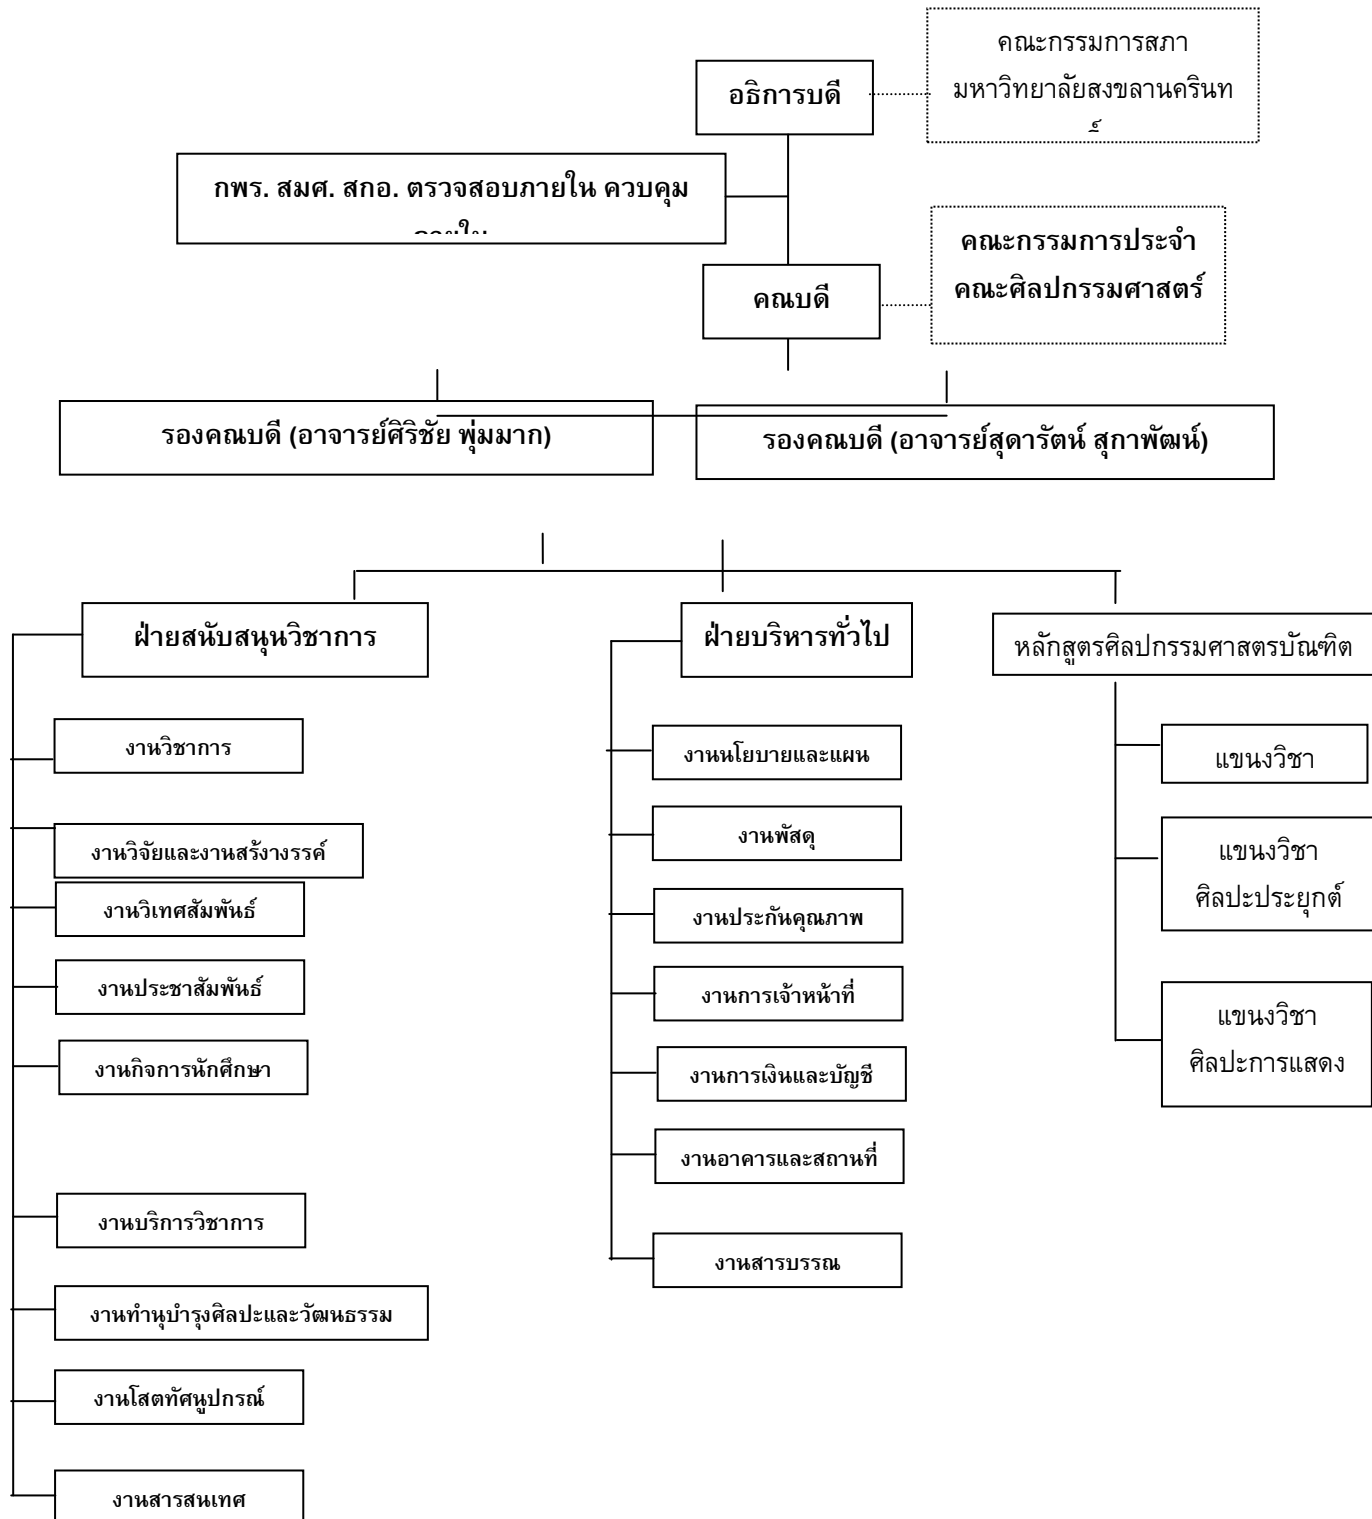 คณะกรรมการสภา
มหาวิทยาลัยสงขลานครินท
ร์
อธิการบดี
กพร. สมศ. สกอ. ตรวจสอบภายใน ควบคุม
ภายใน
คณะกรรมการประจำ
คณะศิลปกรรมศาสตร์
คณบดี
รองคณบดี (อาจารย์ศิริชัย พุ่มมาก)
รองคณบดี (อาจารย์สุดารัตน์ สุกาพัฒน์)
ฝ่ายสนับสนุนวิชาการ
งานวิชาการ
งานวิจัยและงานสร้างรรค์
งานวิเทศสัมพันธ์
งานประชาสัมพันธ์
งานกิจการนักศึกษา
งานบริการวิชาการ
งานทำนุบำรุงศิลปะและวัฒนธรรม
งานโสตทัศนูปกรณ์
งานสารสนเทศ
ฝ่ายบริหารทั่วไป
งานนโยบายและแผน
งานพัสดุ
งานประกันคุณภาพ
งานการเจ้าหน้าที่
งานการเงินและบัญชี
งานอาคารและสถานที่
งานสารบรรณ
หลักสูตรศิลปกรรมศาสตรบัณฑิต
แขนงวิชา
แขนงวิชา
ศิลปะประยุกต์
แขนงวิชา
ศิลปะการแสดง